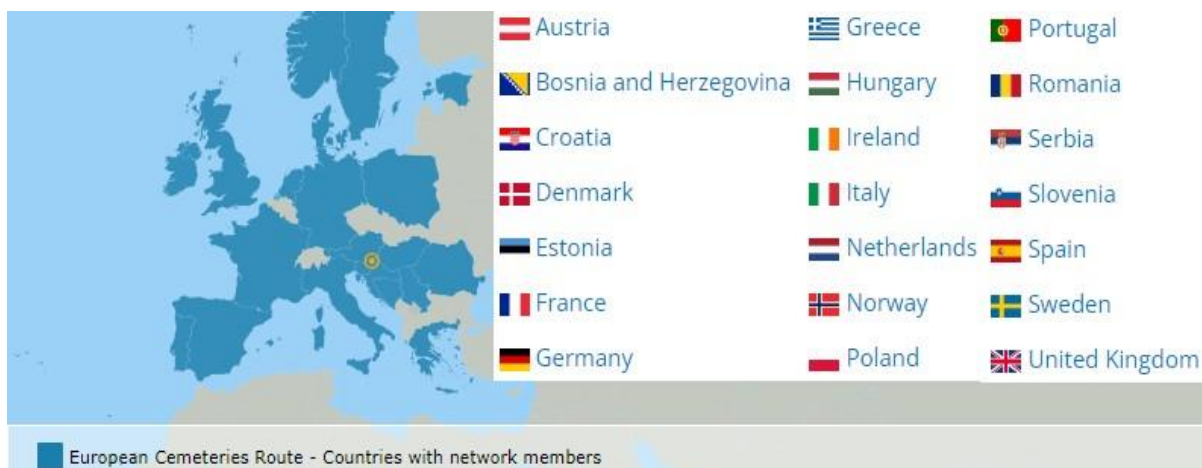 Austria
Bosnia and Herzegovina
Croatia
Denmark
Estonia
France
Germany
Greece
Hungary
Ireland
Italy
Netherlands
Norway
Poland
Portugal
Romania
Serbia
Slovenia
Spain
Sweden
United Kingdom
European Cemeteries Route - Countries with network members